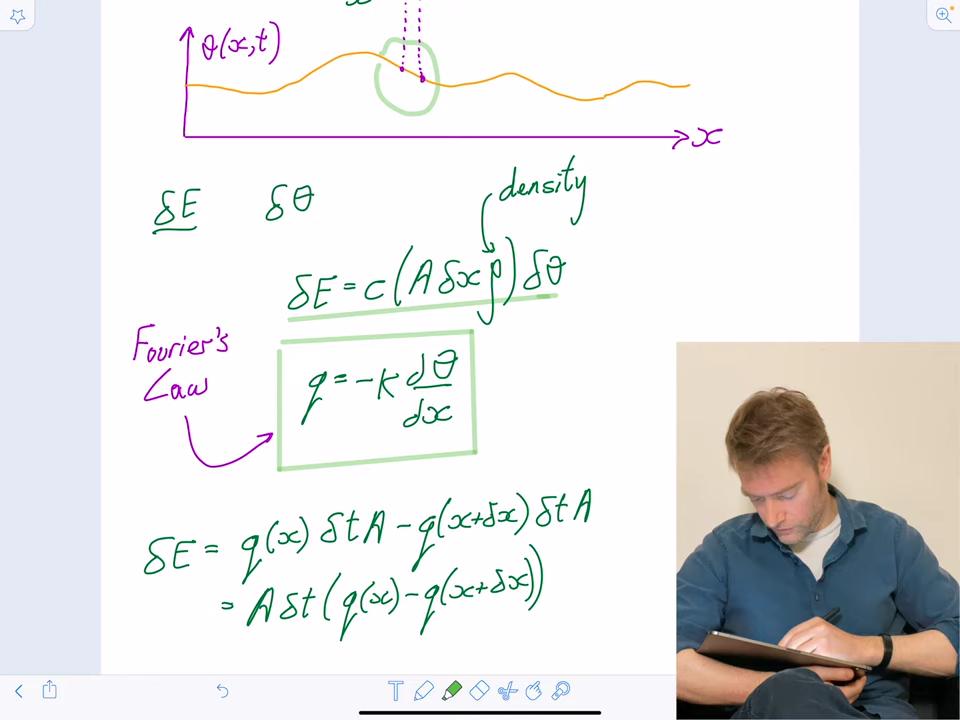 θ(x,t)
x
δE δθ
density
δE = c(Aδxρ)δθ
Fourier's
Law
q = -k dθ/dx
δE = q(x) δtA - q(x+δx) δtA
= Aδt(q(x) - q(x+δx))
T